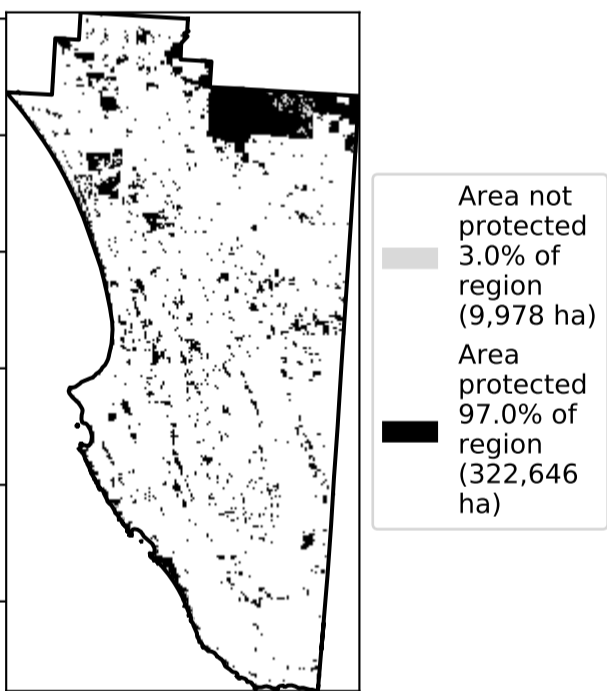 Area not
protected
3.0% of
region
(9,978 ha)
Area
protected
97.0% of
region
(322,646
ha)